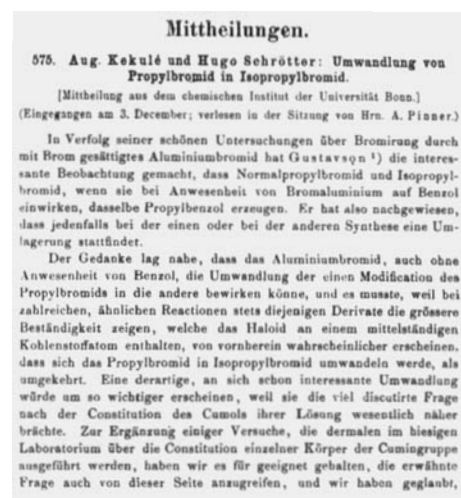 Mittheilungen.
575. Aug. Kekulé und Hugo Schrötter: Umwandlung von
Propylbromid in Isopropylbromid.
[Mittheilung aus dem chemischen Institut der Universität Bonn.]
(Eingegangen am 3. December; verlesen in der Sitzung von Hrn. A. Pinner.)
In Verfolg seiner schönen Untersuchungen über Bromirung durch
mit Brom gesättigtes Aluminiumbromid hat Gustavson ¹) die interes-
sante Beobachtung gemacht, dass Normalpropylbromid und Isopropyl-
bromid, wenn sie bei Anwesenheit von Bromaluminium auf Benzol
einwirken, dasselbe Propylbenzol erzeugen. Er hat also nachgewiesen,
dass jedenfalls bei der einen oder bei der anderen Synthese eine Um-
lagerung stattfindet.
Der Gedanke lag nahe, dass das Aluminiumbromid, auch ohne
Anwesenheit von Benzol, die Umwandlung der einen Modification des
Propylbromids in die andere bewirken könne, und es musste, weil bei
zahlreichen, ähnlichen Reactionen stets diejenigen Derivate die grössere
Beständigkeit zeigen, welche das Haloid an einem mittelständigen
Kohlenstoffatom enthalten, von vornherein wahrscheinlicher erscheinen,
dass sich das Propylbromid in Isopropylbromid umwandeln werde, als
umgekehrt. Eine derartige, an sich schon interessante Umwandlung
würde um so wichtiger erscheinen, weil sie die viel discutirte Frage
nach der Constitution des Cumols ihrer Lösung wesentlich näher
brächte. Zur Ergänzung einiger Versuche, die dermalen im hiesigen
Laboratorium über die Constitution einzelner Körper der Cumingruppe
ausgeführt werden, haben wir es für geeignet gehalten, die erwähnte
Frage auch von dieser Seite anzugreifen, und wir haben geglaubt,